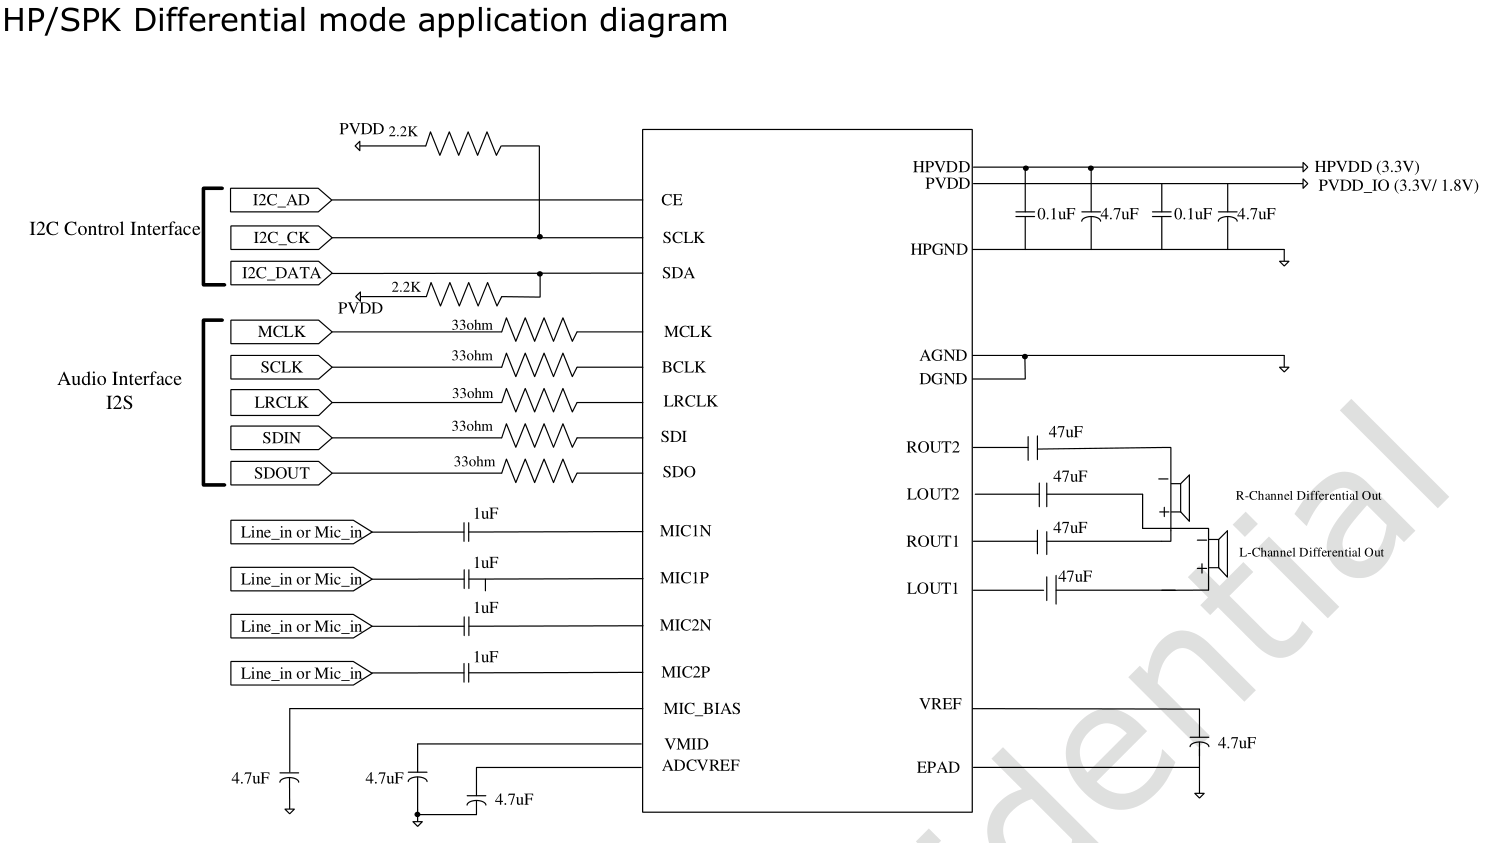 HP/SPK Differential mode application diagram
PVDD 2.2K
I2C_AD
CE
I2C Control Interface
I2C_CK
SCLK
I2C_DATA
SDA
2.2K
PVDD
MCLK
33ohm
MCLK
SCLK
33ohm
BCLK
Audio Interface
I2S
LRCLK
33ohm
LRCLK
SDIN
33ohm
SDI
SDOUT
33ohm
SDO
Line_in or Mic_in
1uF
MIC1N
Line_in or Mic_in
1uF
MIC1P
Line_in or Mic_in
1uF
MIC2N
Line_in or Mic_in
1uF
MIC2P
MIC_BIAS
VMID
ADCVREF
4.7uF
4.7uF
4.7uF
HPVDD
HPVDD (3.3V)
PVDD
PVDD_IO (3.3V/ 1.8V)
0.1uF
4.7uF
0.1uF
4.7uF
HPGND
AGND
DGND
ROUT2
47uF
LOUT2
47uF
R-Channel Differential Out
ROUT1
47uF
L-Channel Differential Out
LOUT1
47uF
VREF
4.7uF
EPAD
dential